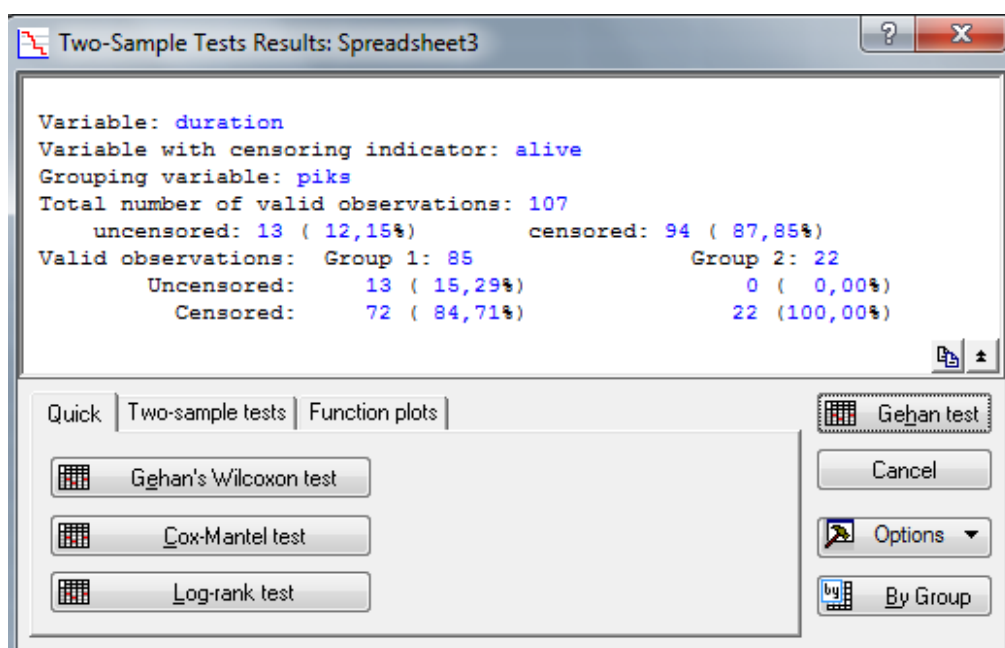 Two-Sample Tests Results: Spreadsheet3
Variable: duration
Variable with censoring indicator: alive
Grouping variable: piks
Total number of valid observations: 107
uncensored: 13 ( 12,15%) censored: 94 ( 87,85%)
Valid observations: Group 1: 85 Group 2: 22
Uncensored: 13 ( 15,29%) 0 ( 0,00%)
Censored: 72 ( 84,71%) 22 (100,00%)
Quick Two-sample tests Function plots
Gehan's Wilcoxon test
Cox-Mantel test
Log-rank test
Gehan test
Cancel
Options
by By Group